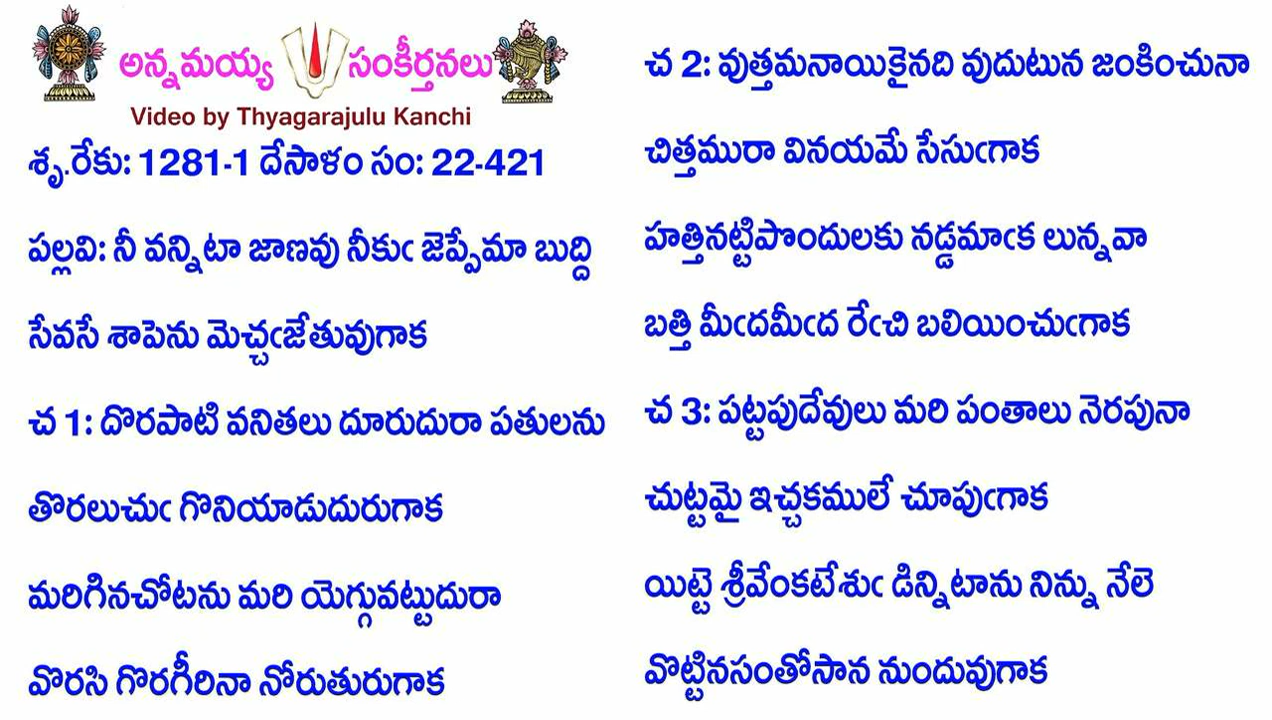 అన్నమయ్య సంకీర్తనలు
Video by Thyagarajulu Kanchi
శృ.రేకు: 1281-1 దేసాళం సం: 22-421
పల్లవి: నీ వన్నిటా జాణవు నీకుఁ జెప్పేమా బుద్ది
సేవసే శాపెను మెచ్చఁజేతువుగాక
చ 1: దొరపాటి వనితలు దూరుదురా పతులను
తొరలుచుఁ గొనియాడుదురుగాక
మరిగినచోటను మరి యెగ్గువట్టుదురా
వొరసి గొరగీరినా నోరుతురుగాక
చ 2: వుత్తమనాయికైనది వుదుటున జంకించునా
చిత్తమురా వినయమే సేసుఁగాక
హత్తినట్టిపొందులకు నడ్డమాఁక లున్నవా
బత్తి మీఁదమీఁద రేఁచి బలియించుఁగాక
చ 3: పట్టపుదేవులు మరి పంతాలు నెరపునా
చుట్టమై ఇచ్చకములే చూపుఁగాక
యిట్టె శ్రీవేంకటేశుఁ డిన్నిటాను నిన్ను నేలె
వొట్టినసంతోసాన నుందువుగాక